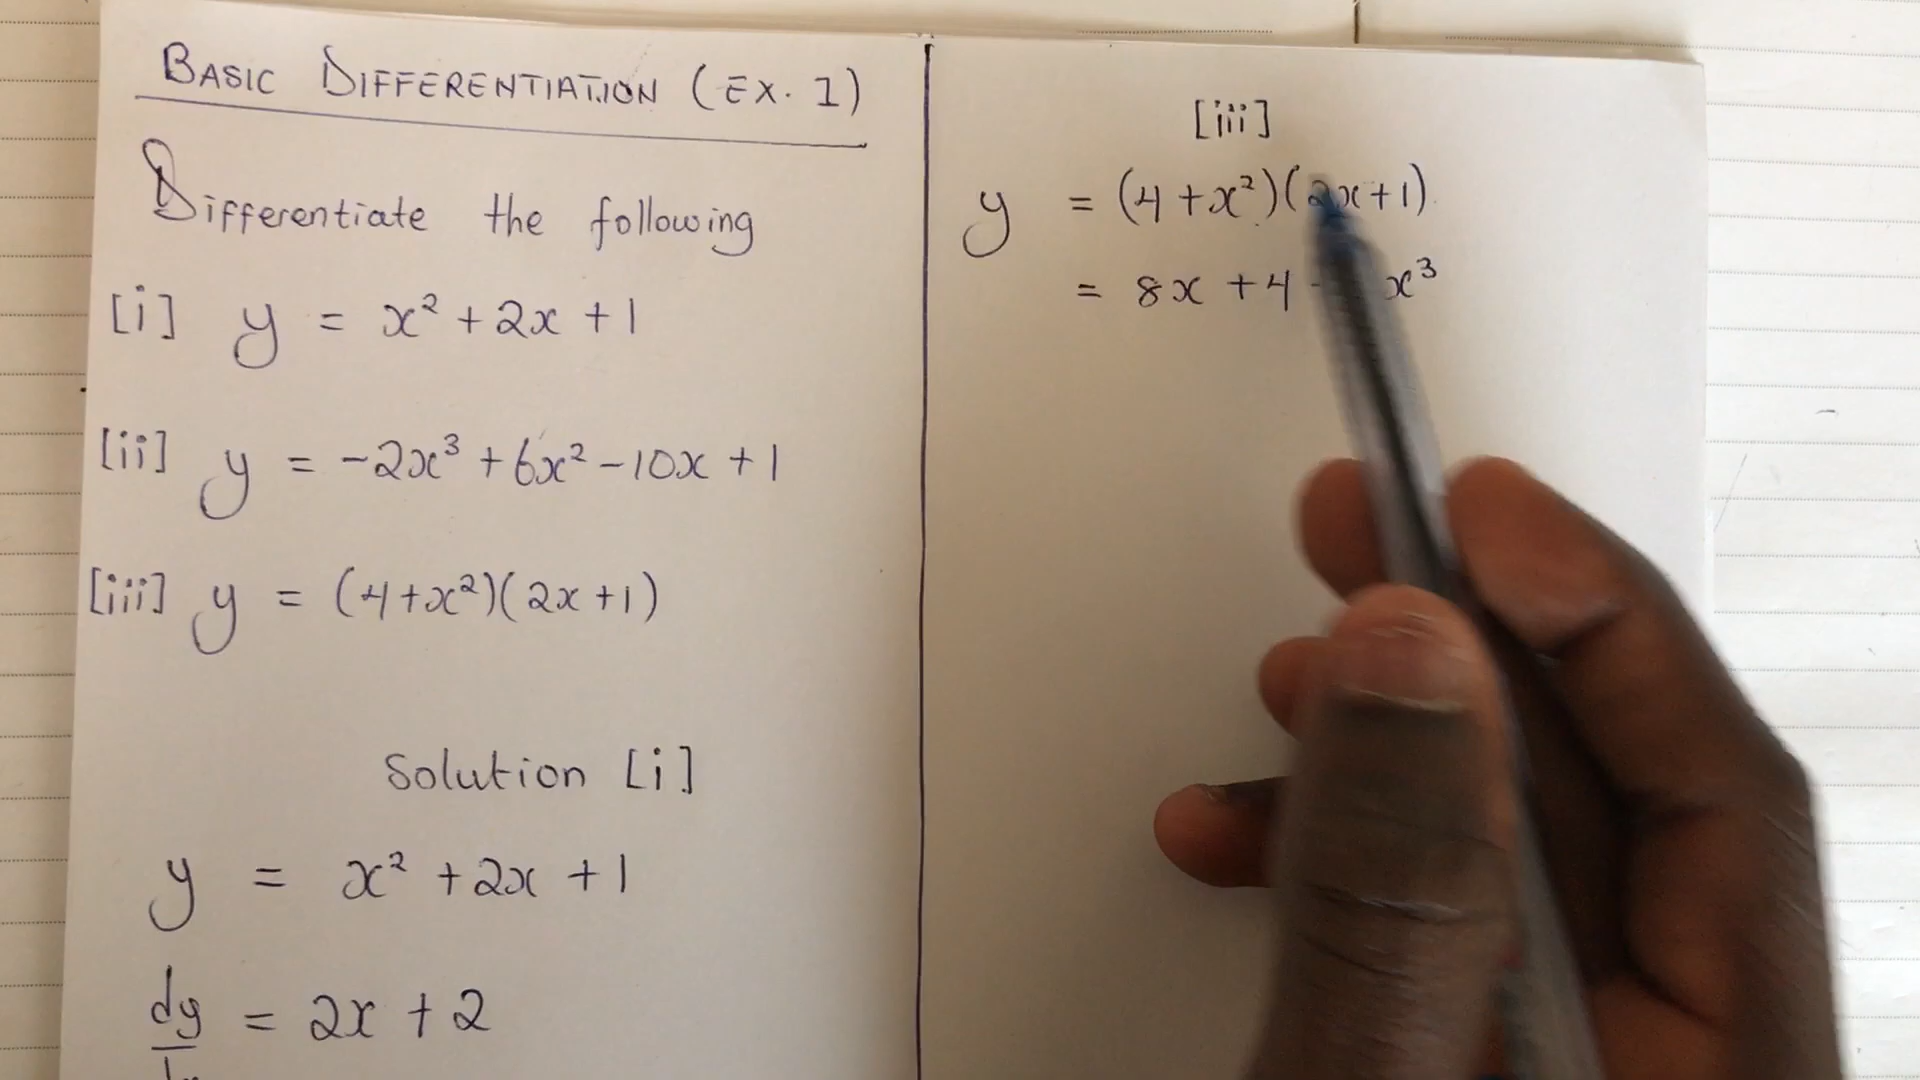 BASIC DIFFERENTIATION (EX. 1)
Differentiate the following
[i] y = x² + 2x + 1
[ii] y = -2x³ + 6x² - 10x + 1
[iii] y = (4+x²)(2x+1)
Solution [i]
y = x² + 2x + 1
dy = 2x + 2
[iii]
y = (4+x²)(2x+1)
= 8x + 4 x³